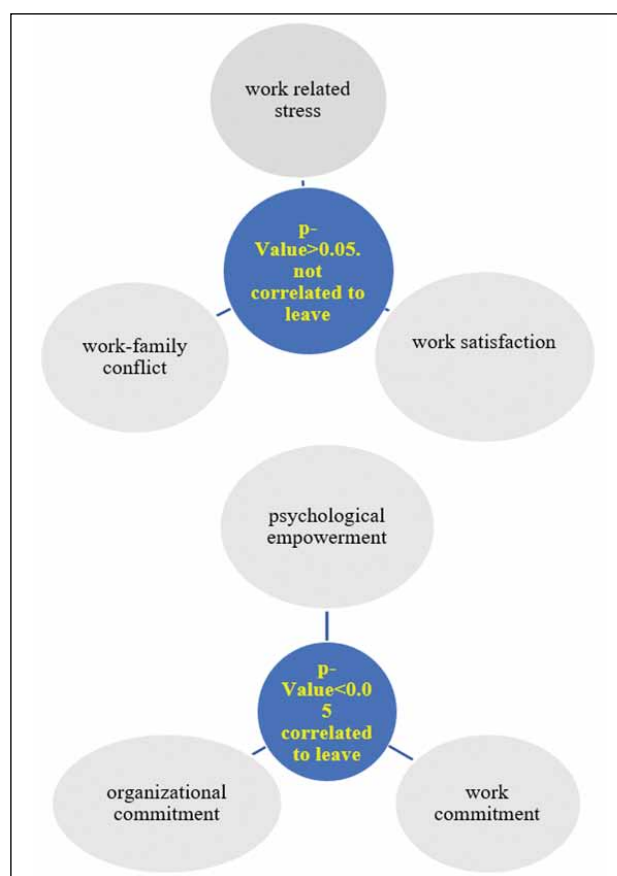 work related
stress
p-
Value>0.05.
not
correlated to
leave
work-family
conflict
work satisfaction
psychological
empowerment
p-
Value<0.0
5
correlated
to leave
organizational
commitment
work
commitment